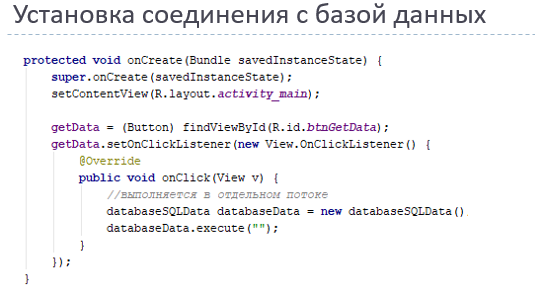 Установка соединения с базой данных
protected void onCreate(Bundle savedInstanceState) {
super.onCreate(savedInstanceState);
setContentView(R.layout.activity_main);
getData = (Button) findViewById(R.id.btnGetData);
getData.setOnClickListener(new View.OnClickListener() {
@Override
public void onClick(View v) {
//выполняется в отдельном потоке
databaseSQLData databaseData = new databaseSQLData()
databaseData.execute("");
}
});
}